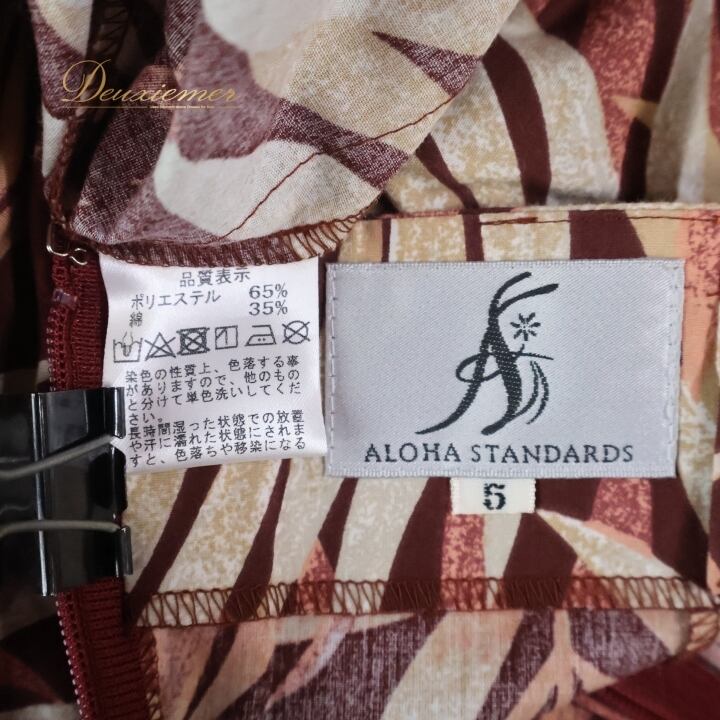 Deuxiemer
品質表示
ポリエステル 65%
綿 35%
染色の性質上、色落する事
がありますので、他のもの
と分けて単色洗いしてくだ
さい。
長時間湿った状態での放置
や汗に濡れた状態にされま
すと、色落ちや移染になる
ALOHA STANDARDS
5